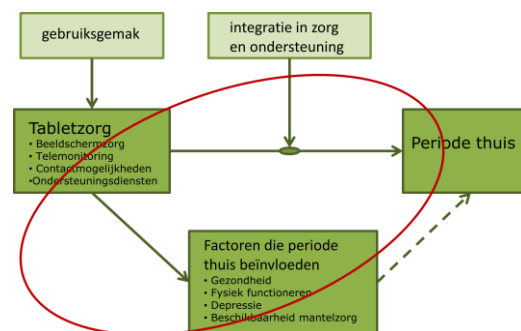 gebruiksgemak
integratie in zorg
en ondersteuning
Tabletzorg
• Beeldschermzorg
• Telemonitoring
• Contactmogelijkheden
•Ondersteuningsdiensten
Periode thuis
Factoren die periode
thuis beïnvloeden
• Gezondheid
• Fysiek functioneren
• Depressie
• Beschikbaarheid mantelzorg